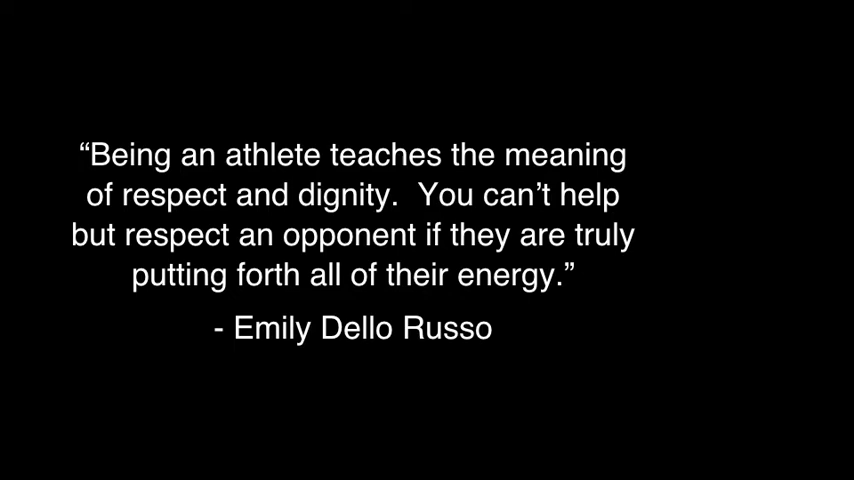 “Being an athlete teaches the meaning
of respect and dignity.  You can’t help
but respect an opponent if they are truly
putting forth all of their energy.”
- Emily Dello Russo